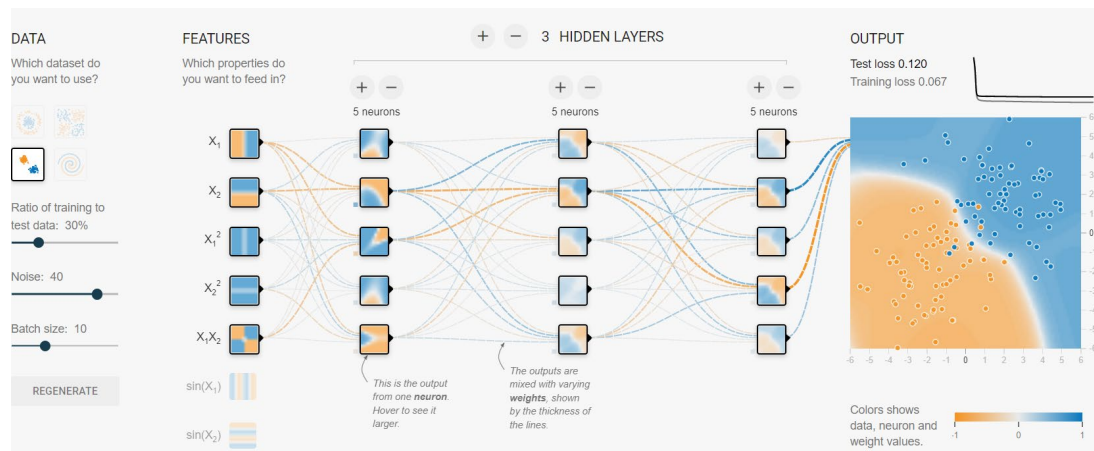 DATA
Which dataset do
you want to use?
Ratio of training to
test data: 30%
Noise: 40
Batch size: 10
REGENERATE
FEATURES
Which properties do
you want to feed in?
X₁
X₂
X₁²
X₂²
X₁X₂
sin(X₁)
sin(X₂)
+ − 3 HIDDEN LAYERS
+ −
5 neurons
+ −
5 neurons
+ −
5 neurons
This is the output
from one neuron.
Hover to see it
larger.
The outputs are
mixed with varying
weights, shown
by the thickness of
the lines.
OUTPUT
Test loss 0.120
Training loss 0.067
6
5
4
3
2
1
0
-1
-2
-3
-4
-5
-6
-6 -5 -4 -3 -2 -1 0 1 2 3 4 5 6
Colors shows
data, neuron and
weight values.
-1 0 1